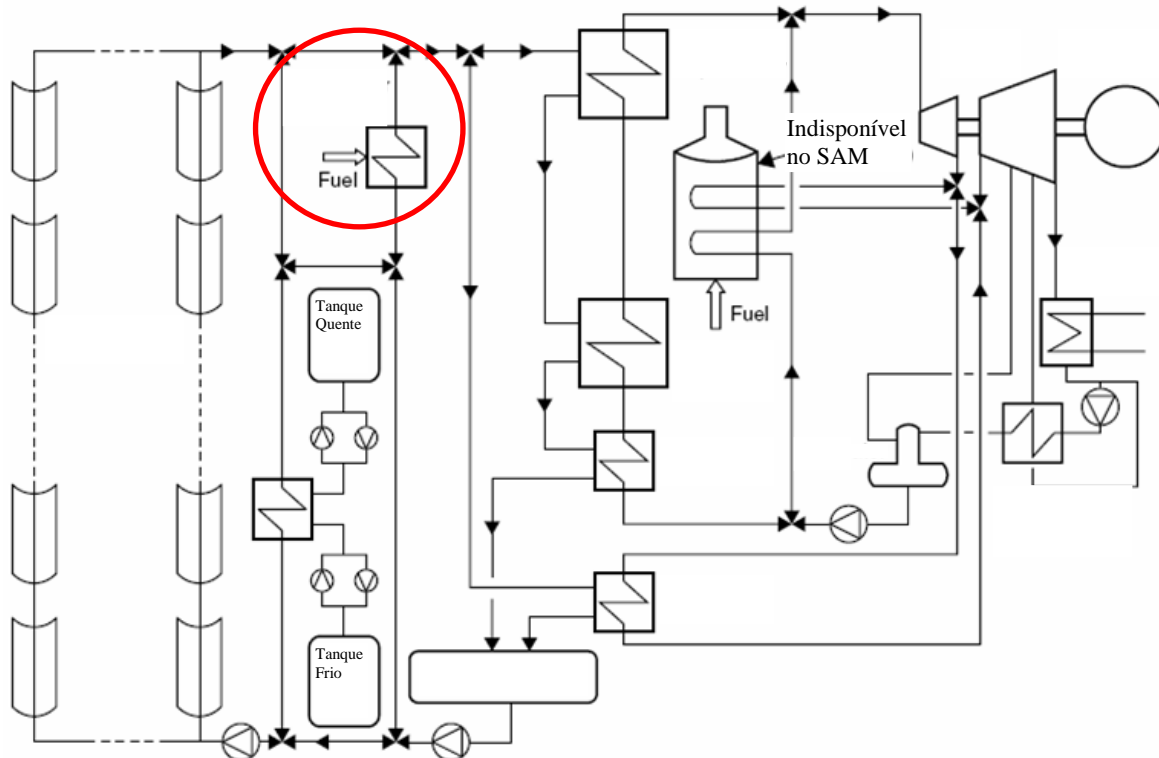 Indisponível
no SAM
Fuel
Tanque
Quente
Fuel
Tanque
Frio